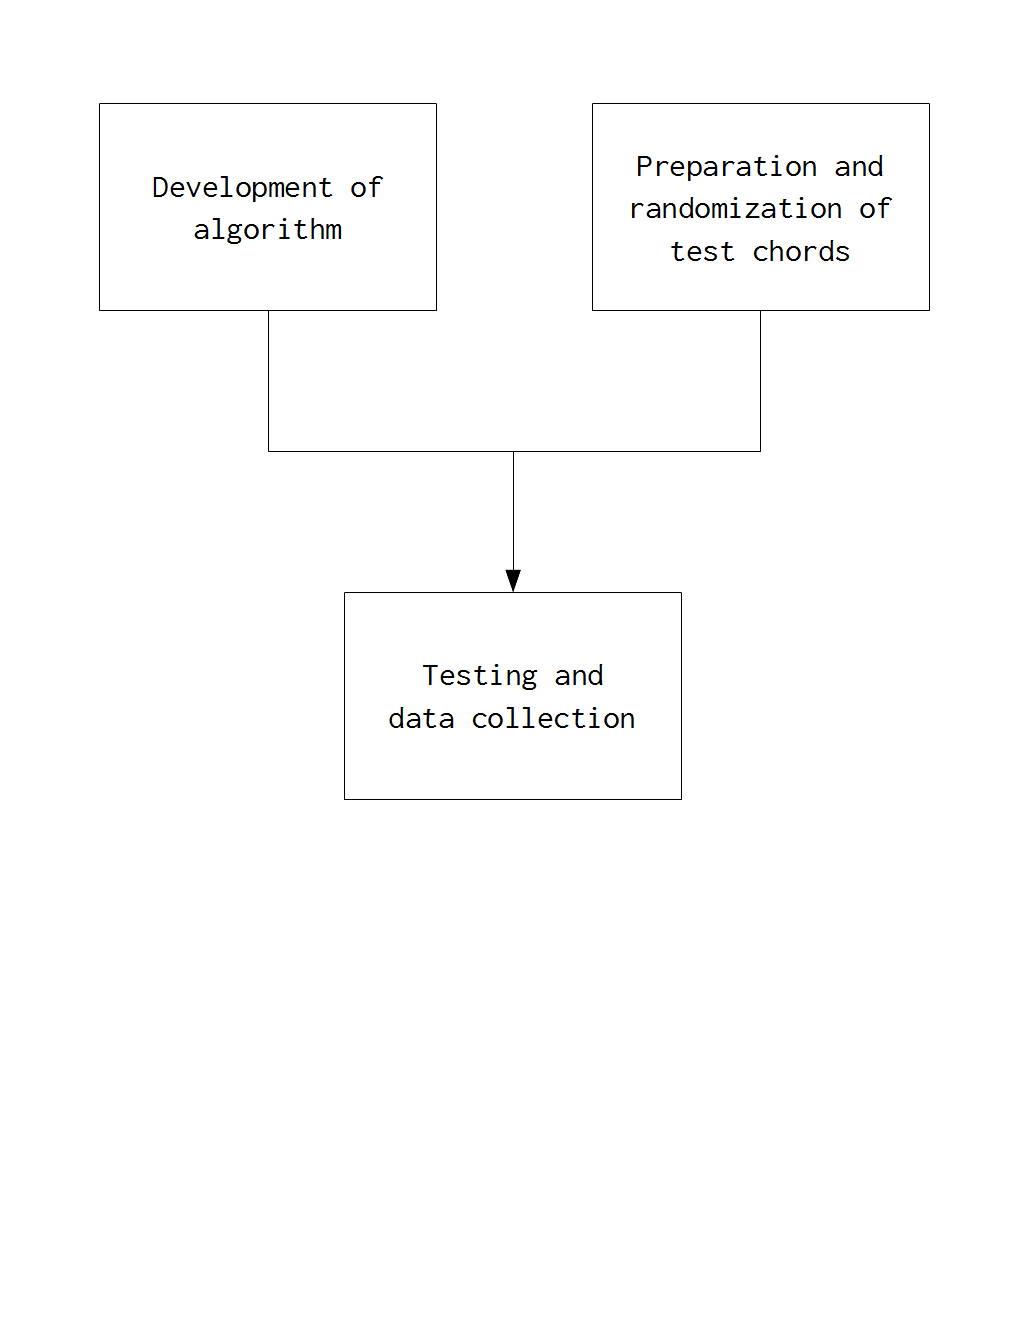 Development of
algorithm
Preparation and
randomization of
test chords
Testing and
data collection